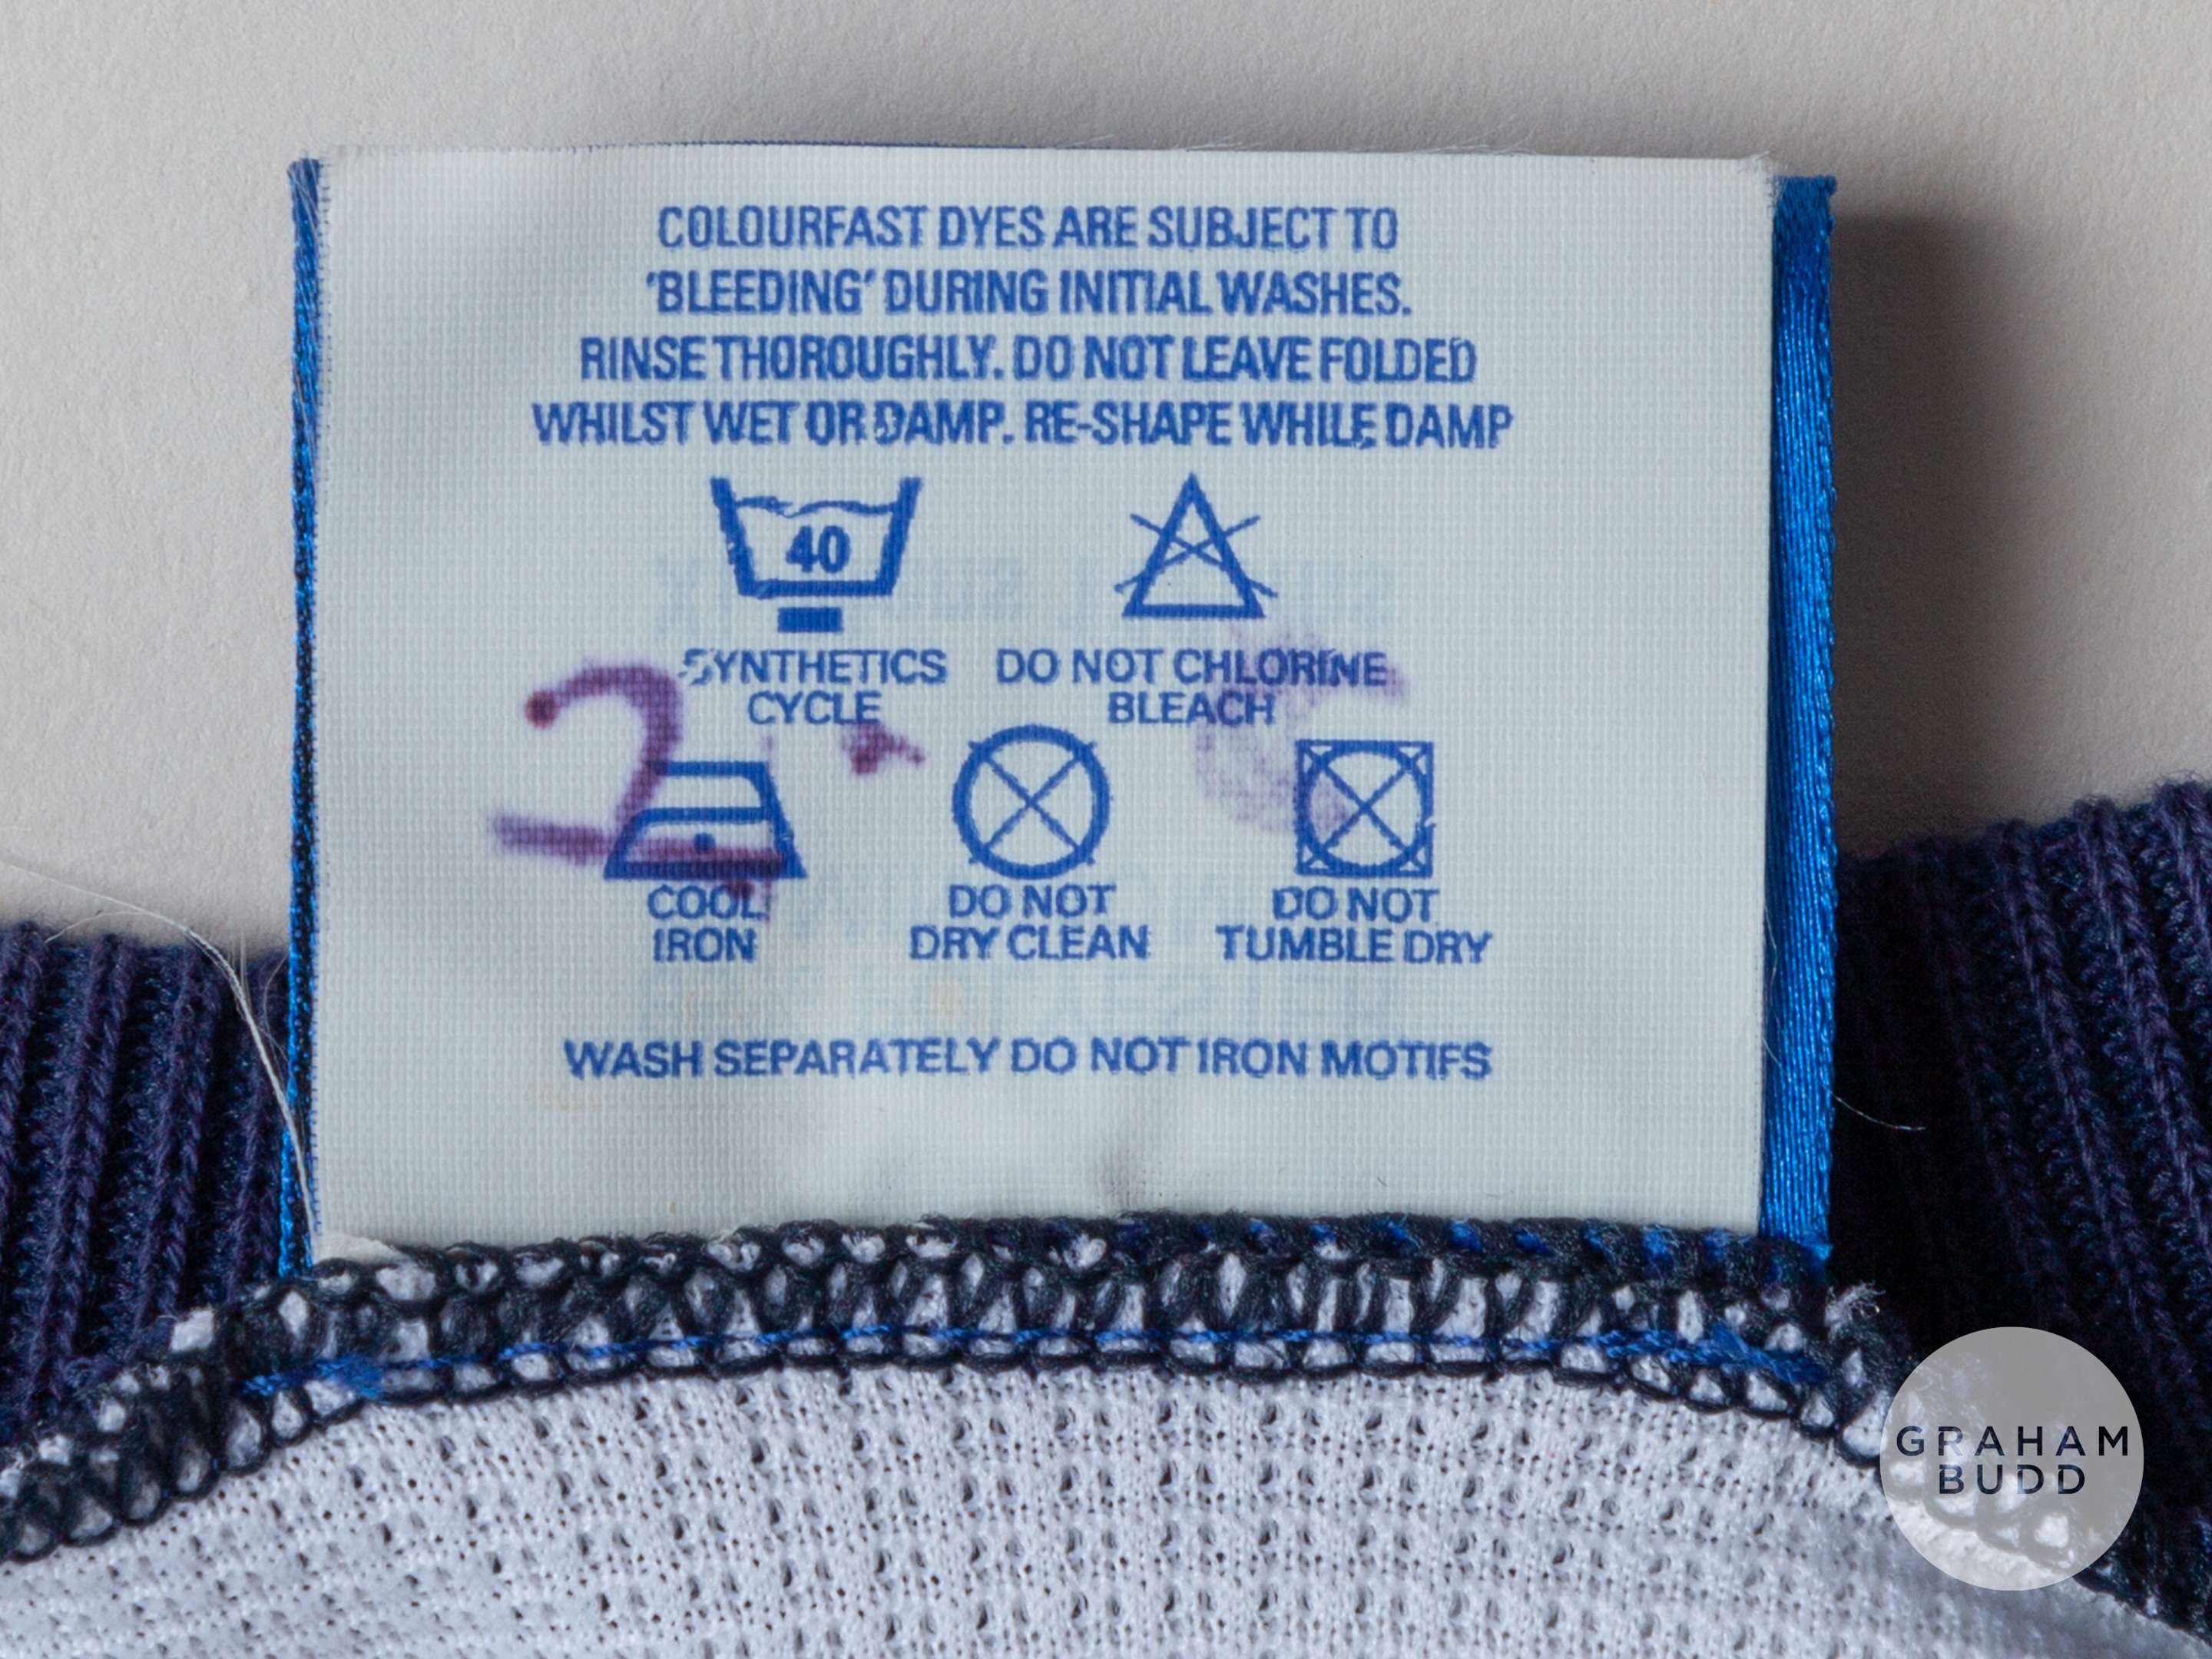 COLOURFAST DYES ARE SUBJECT TO
'BLEEDING' DURING INITIAL WASHES.
RINSE THOROUGHLY. DO NOT LEAVE FOLDED
WHILST WET OR DAMP. RE-SHAPE WHILE DAMP
40
SYNTHETICS CYCLE
DO NOT CHLORINE BLEACH
2
COOL IRON
DO NOT DRY CLEAN
DO NOT TUMBLE DRY
WASH SEPARATELY DO NOT IRON MOTIFS
GRAHAM
BUDD